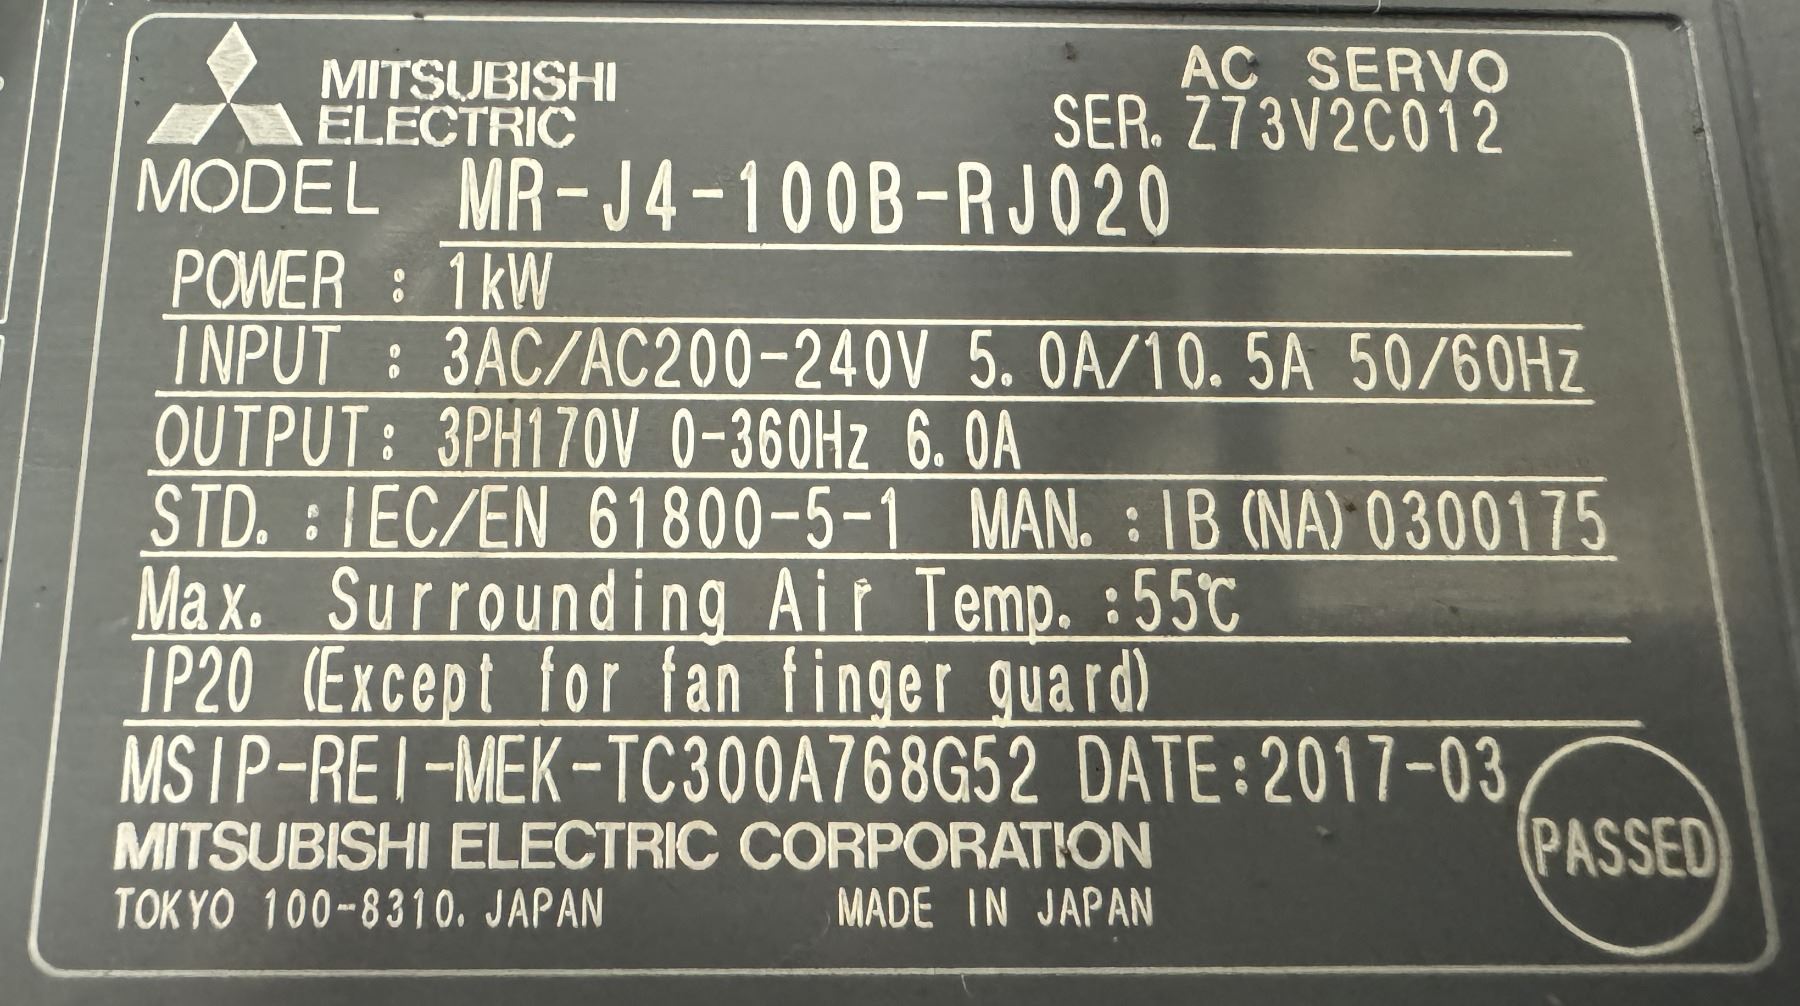 MITSUBISHI
ELECTRIC
AC SERVO
SER. Z73V2C012
MODEL MR-J4-100B-RJ020
POWER : 1kW
INPUT : 3AC/AC200-240V 5.0A/10.5A 50/60Hz
OUTPUT: 3PH170V 0-360Hz 6.0A
STD. : IEC/EN 61800-5-1 MAN. : IB(NA)0300175
Max. Surrounding Air Temp. :55℃
IP20 (Except for fan finger guard)
MSIP-REI-MEK-TC300A768G52 DATE:2017-03
PASSED
MITSUBISHI ELECTRIC CORPORATION
TOKYO 100-8310, JAPAN MADE IN JAPAN